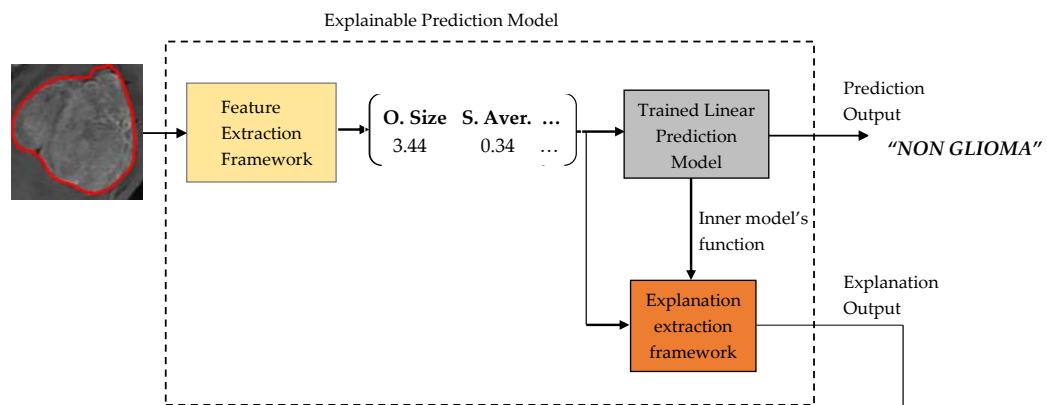 Explainable Prediction Model
Feature
Extraction
Framework
O. Size S. Aver. ...
3.44 0.34 ...
Trained Linear
Prediction
Model
Prediction
Output
“NON GLIOMA”
Inner model’s
function
Explanation
extraction
framework
Explanation
Output